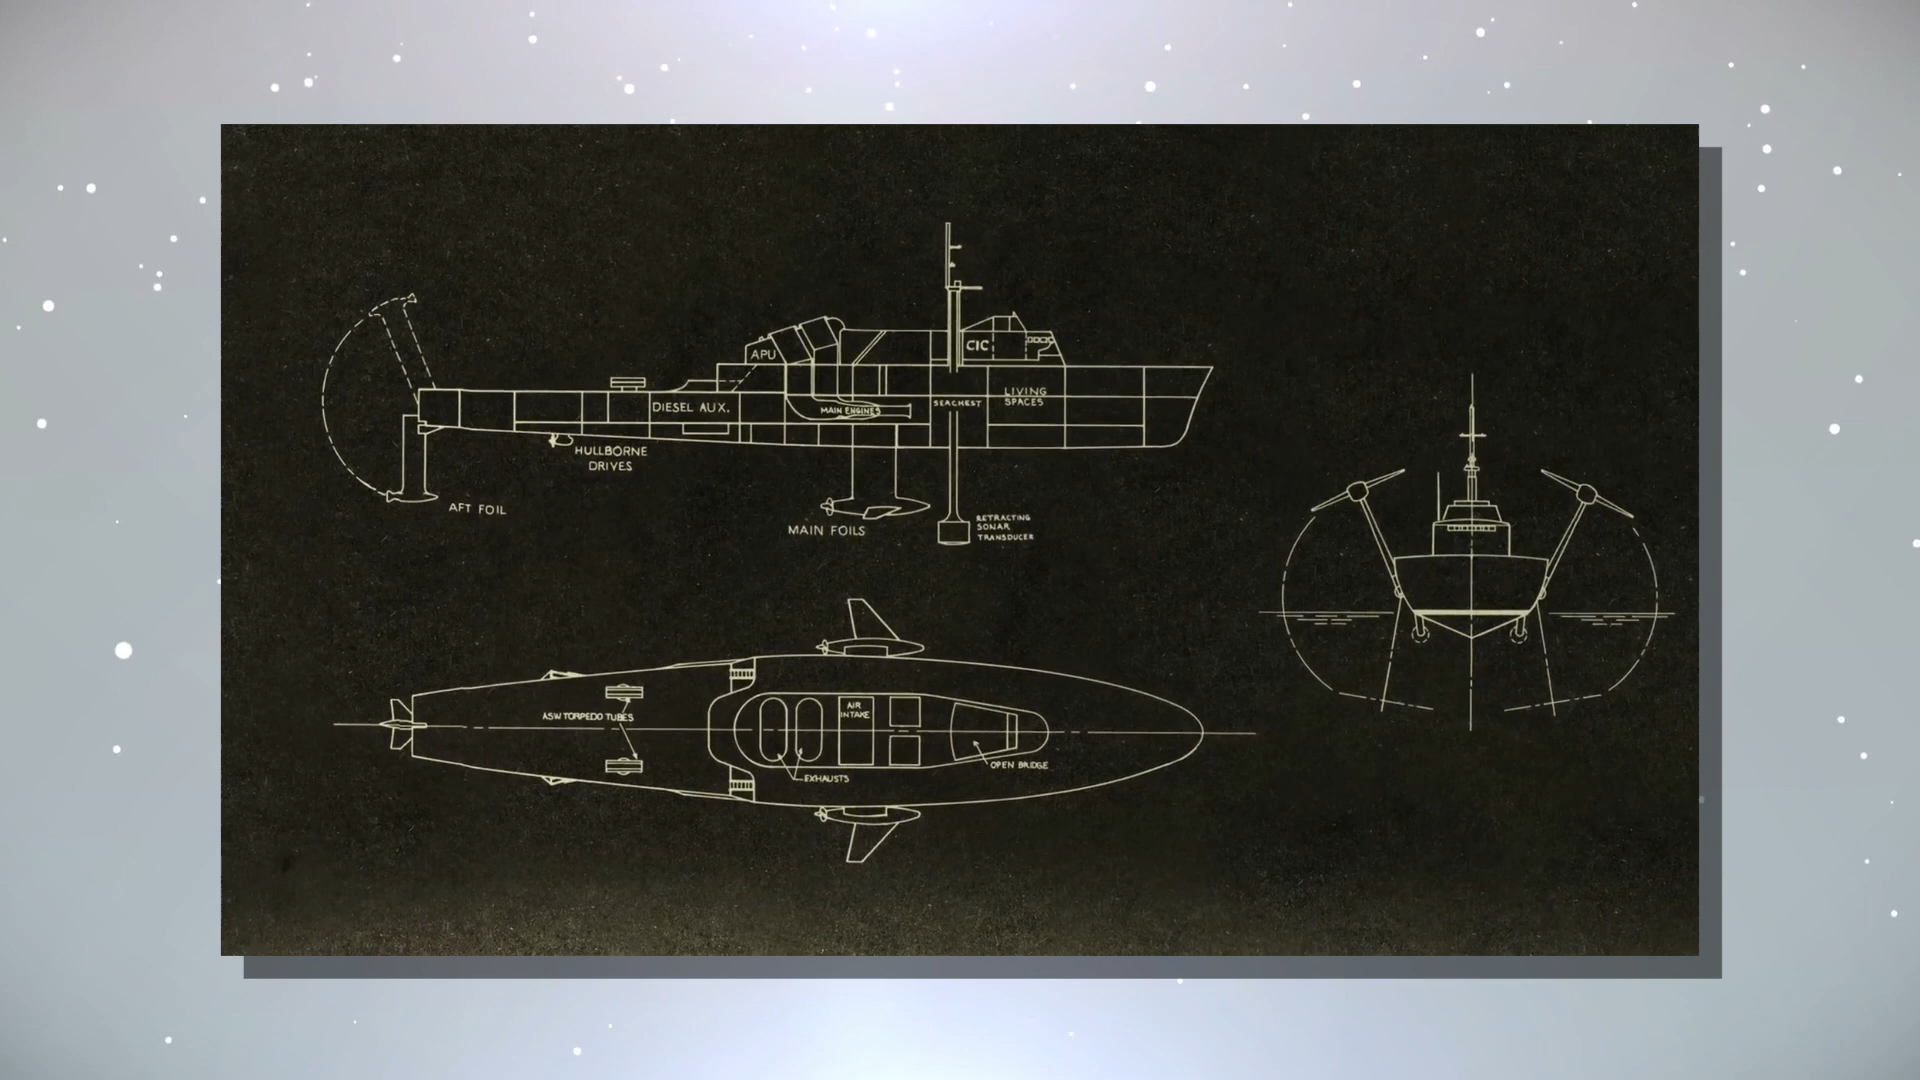 CIC
APU
LIVING
SPACES
SEACHEST
DIESEL AUX.
MAIN ENGINES
HULLBORNE
DRIVES
AFT FOIL
MAIN FOILS
RETRACTING
SONAR
TRANSDUCER
AIR
INTAKE
ASW TORPEDO TUBES
OPEN BRIDGE
EXHAUSTS